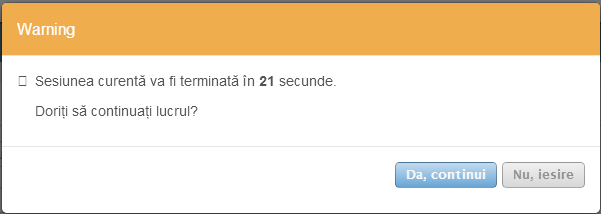 Warning
Sesiunea curentă va fi terminată în 21 secunde.
Doriți să continuați lucrul?
Da, continui
Nu, iesire